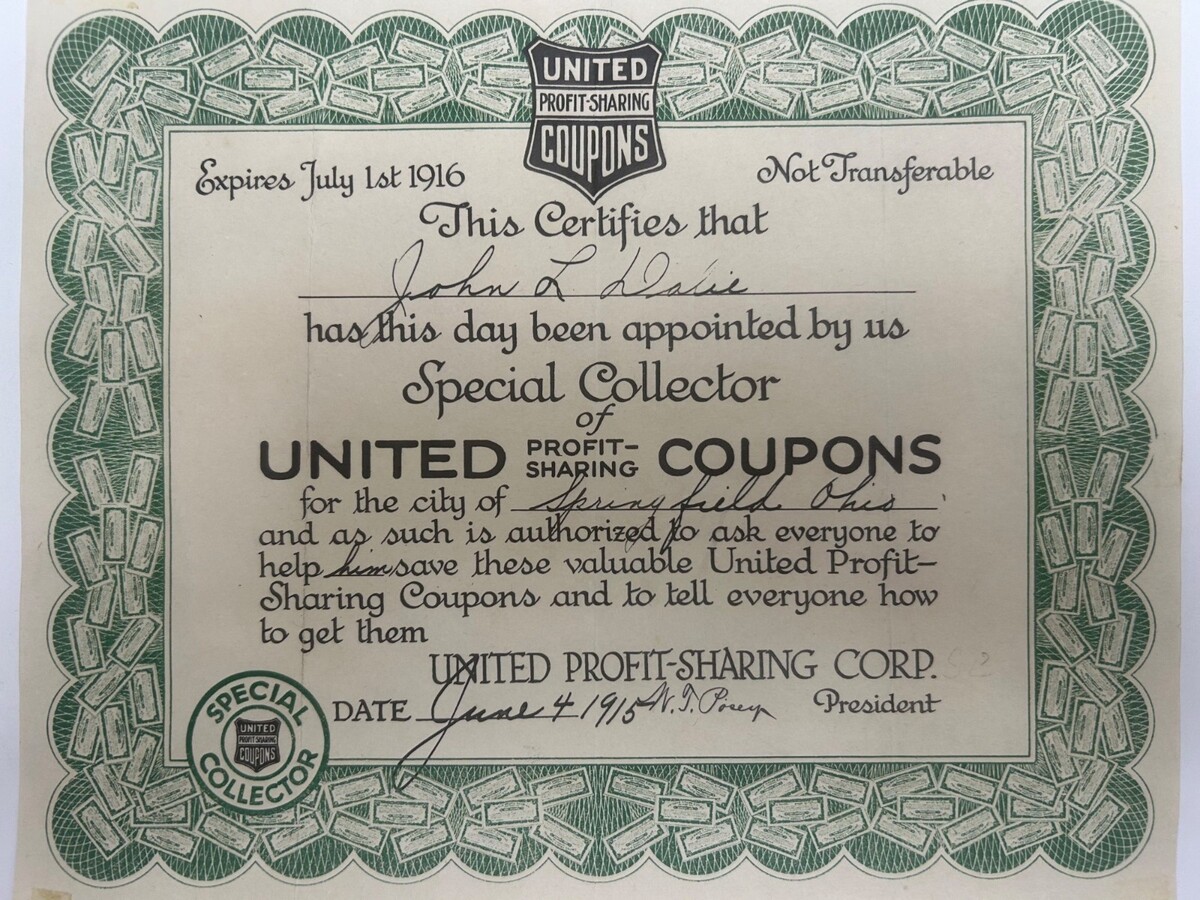 UNITED
PROFIT-SHARING
COUPONS
Expires July 1st 1916
Not Transferable
This Certifies that
John L
has this day been appointed by us
Special Collector
of
UNITED PROFIT-SHARING COUPONS
for the city of Springfield Ohio
and as such is authorized to ask everyone to
help him save these valuable United Profit-
Sharing Coupons and to tell everyone how
to get them
UNITED PROFIT-SHARING CORP.
DATE June 4 1915 W. T. Posey President
SPECIAL
UNITED
PROFIT-SHARING
COUPONS
COLLECTOR